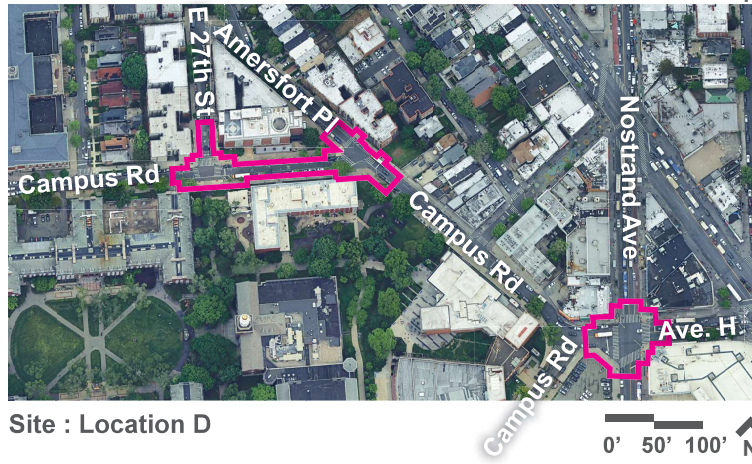 E 27th St
Amersfort Pl
Campus Rd
Campus Rd
Nostrand Ave
Ave. H
Campus Rd
Site : Location D
0’ 50’ 100’
N